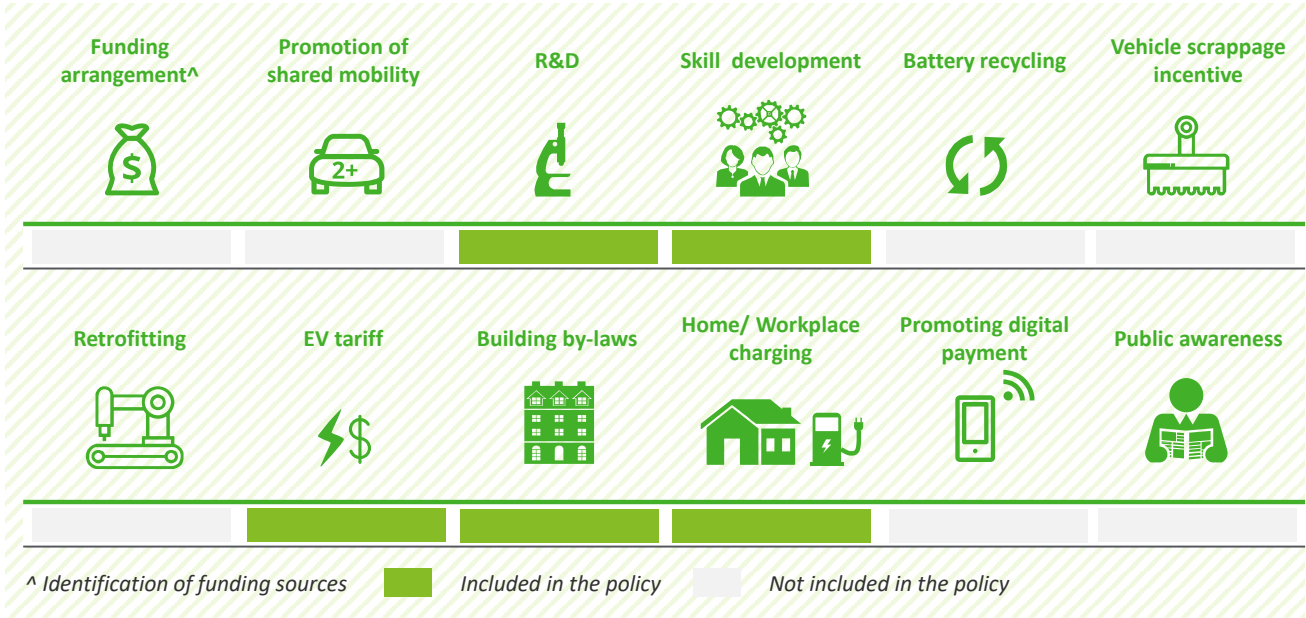 Funding
arrangement^
Promotion of
shared mobility
R&D
Skill development
Battery recycling
Vehicle scrappage
incentive
$
2+
Retrofitting
EV tariff
Building by-laws
Home/ Workplace
charging
Promoting digital
payment
Public awareness
$
^ Identification of funding sources
Included in the policy
Not included in the policy